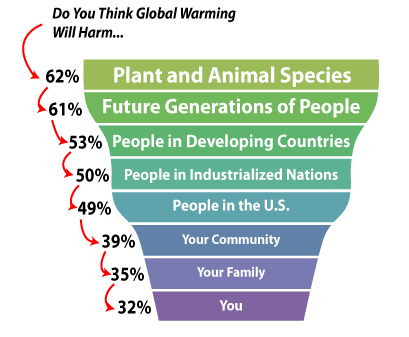 Do You Think Global Warming
Will Harm...
62% Plant and Animal Species
61% Future Generations of People
53% People in Developing Countries
50% People in Industrialized Nations
49% People in the U.S.
39% Your Community
35% Your Family
32% You